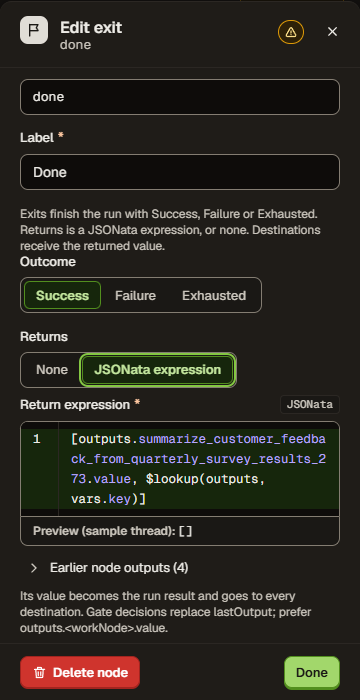 Edit exit
done
done
Label *
Done
Exits finish the run with Success, Failure or Exhausted.
Returns is a JSONata expression, or none. Destinations
receive the returned value.
Outcome
Success Failure Exhausted
Returns
None JSONata expression
Return expression * JSONata
1 [outputs.summarize_customer_feedba
ck_from_quarterly_survey_results_2
73.value, $lookup(outputs,
vars.key)]
Preview (sample thread): []
Earlier node outputs (4)
Its value becomes the run result and goes to every
destination. Gate decisions replace lastOutput; prefer
outputs.<workNode>.value.
Delete node Done